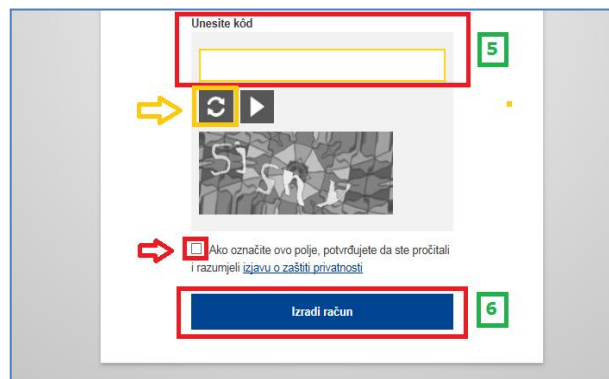 Unesite kôd
5
Ako označite ovo polje, potvrđujete da ste pročitali
i razumjeli izjavu o zaštiti privatnosti
Izradi račun
6